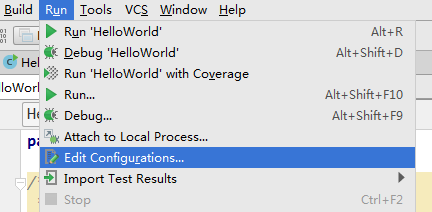 Build Run Tools VCS Window Help
Run 'HelloWorld' Alt+R
Debug 'HelloWorld' Alt+Shift+D
Run 'HelloWorld' with Coverage
Run... Alt+Shift+F10
Debug... Alt+Shift+F9
Attach to Local Process...
Edit Configurations...
Import Test Results
Stop Ctrl+F2